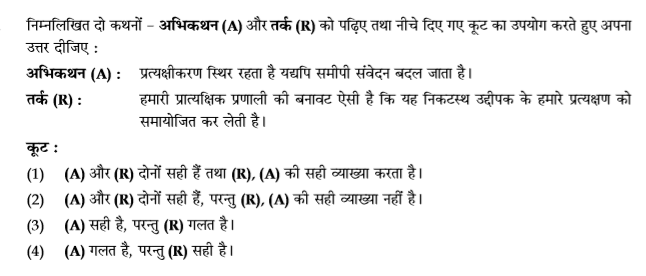 निम्नलिखित दो कथनों – अभिकथन (A) और तर्क (R) को पढ़िए तथा नीचे दिए गए कूट का उपयोग करते हुए अपना
उत्तर दीजिए :
अभिकथन (A) : प्रत्यक्षीकरण स्थिर रहता है यद्यपि समीपी संवेदन बदल जाता है।
तर्क (R) : हमारी प्रात्यक्षिक प्रणाली की बनावट ऐसी है कि यह निकटस्थ उद्दीपक के हमारे प्रत्यक्षण को
समायोजित कर लेती है।
कूट :
(1) (A) और (R) दोनों सही हैं तथा (R), (A) की सही व्याख्या करता है।
(2) (A) और (R) दोनों सही हैं, परन्तु (R), (A) की सही व्याख्या नहीं है।
(3) (A) सही है, परन्तु (R) गलत है।
(4) (A) गलत है, परन्तु (R) सही है।